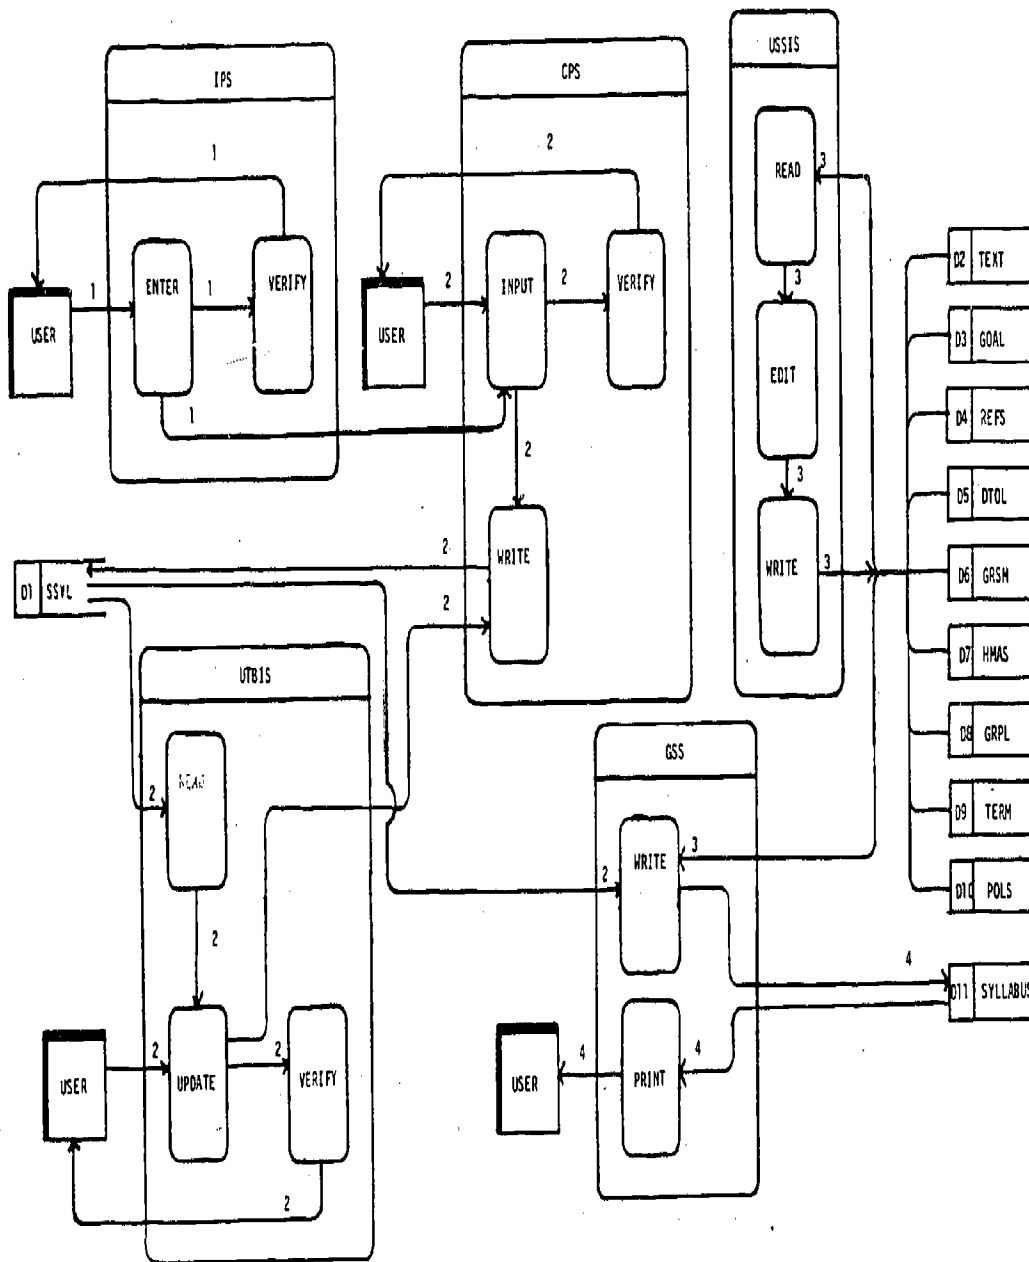 IPS
CPS
USSIS
1
2
READ
3
ENTER
VERIFY
INPUT
VERIFY
3
D2 TEXT
1
1
2
2
USER
USER
D3 GOAL
EDIT
1
D4 REFS
2
3
D5 DTOL
WRITE
2
WRITE
3
D6 GRSM
D1 SSYL
2
D7 HMAS
UTBIS
D8 GRPL
GSS
READ
2
D9 TERM
WRITE
3
2
D10 POLS
2
4
D11 SYLLABUS
2
2
4
4
USER
UPDATE
VERIFY
USER
PRINT
2